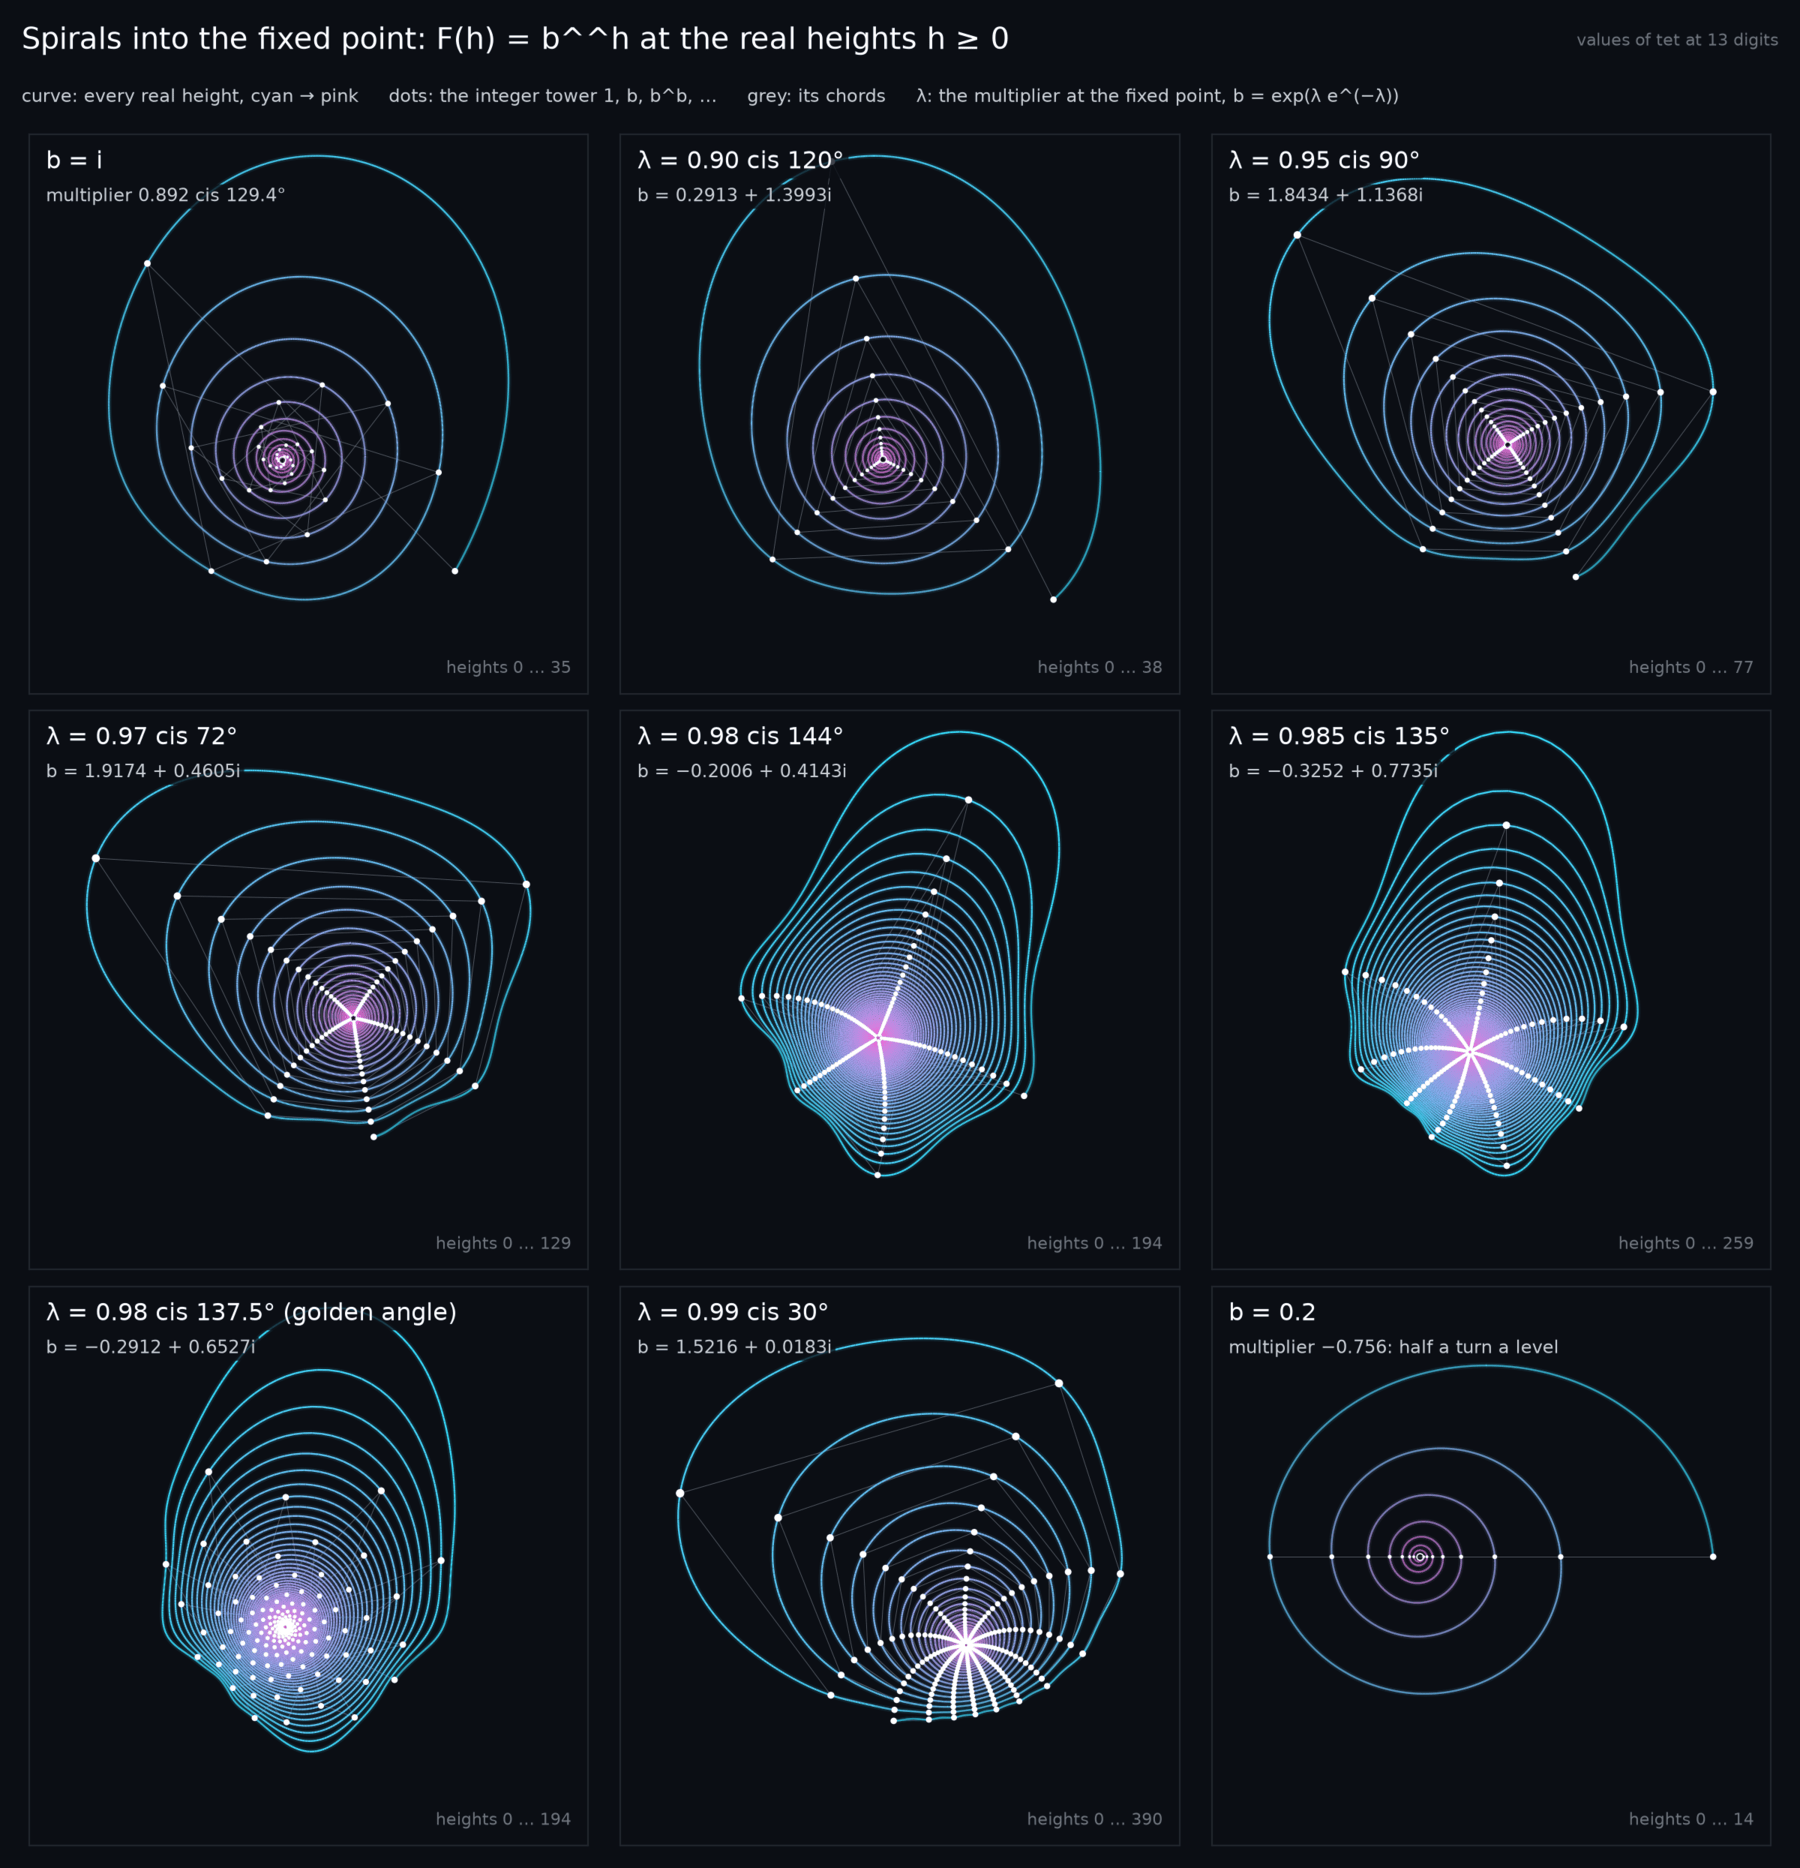 Spirals into the fixed point: F(h) = b^^h at the real heights h ≥ 0
values of tet at 13 digits
curve: every real height, cyan → pink
dots: the integer tower 1, b, b^b, …
grey: its chords
λ: the multiplier at the fixed point, b = exp(λ e^(−λ))
b = i
multiplier 0.892 cis 129.4°
heights 0 … 35
λ = 0.90 cis 120°
b = 0.2913 + 1.3993i
heights 0 … 38
λ = 0.95 cis 90°
b = 1.8434 + 1.1368i
heights 0 … 77
λ = 0.97 cis 72°
b = 1.9174 + 0.4605i
heights 0 … 129
λ = 0.98 cis 144°
b = −0.2006 + 0.4143i
heights 0 … 194
λ = 0.985 cis 135°
b = −0.3252 + 0.7735i
heights 0 … 259
λ = 0.98 cis 137.5° (golden angle)
b = −0.2912 + 0.6527i
heights 0 … 194
λ = 0.99 cis 30°
b = 1.5216 + 0.0183i
heights 0 … 390
b = 0.2
multiplier −0.756: half a turn a level
heights 0 … 14